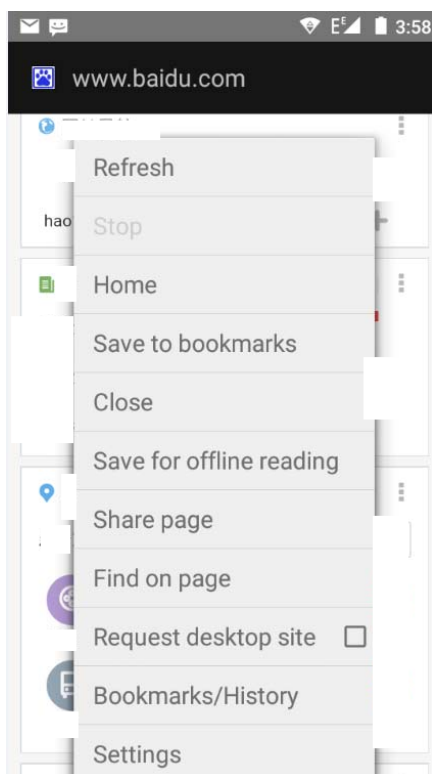 3:58
www.baidu.com
Refresh
hao
Stop
Home
Save to bookmarks
Close
Save for offline reading
Share page
Find on page
Request desktop site
Bookmarks/History
Settings